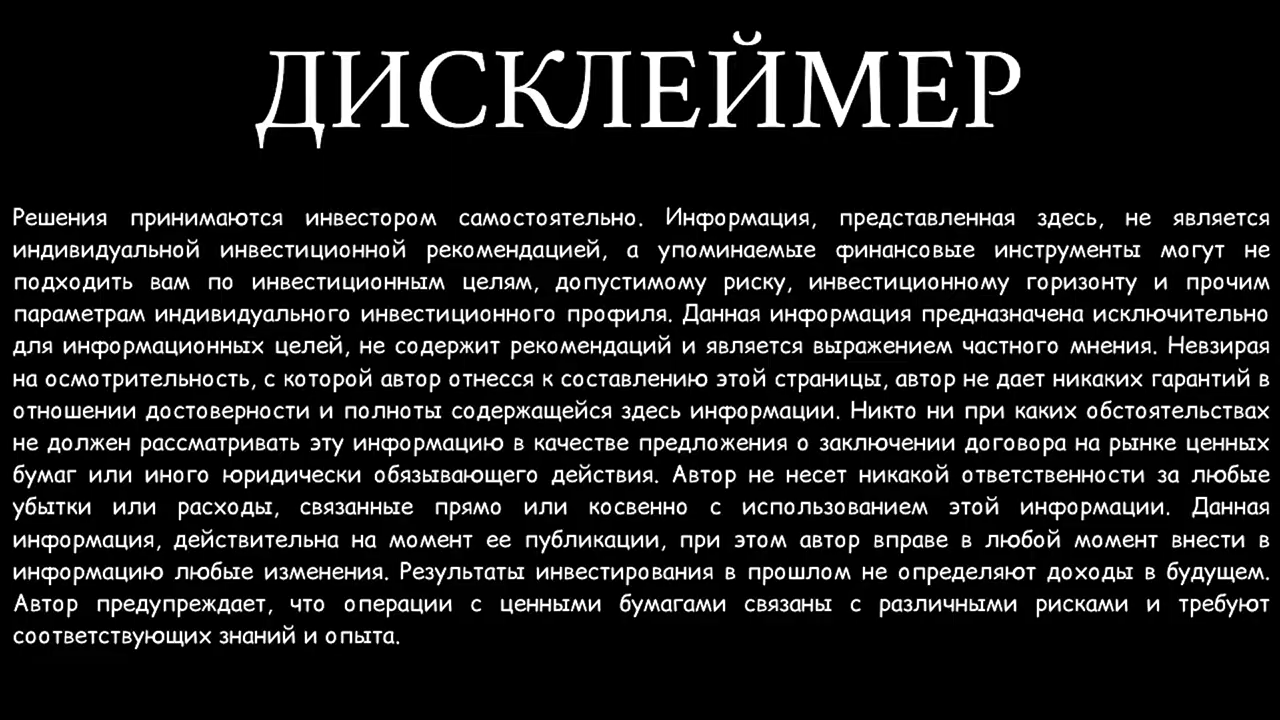 ДИСКЛЕЙМЕР
Решения принимаются инвестором самостоятельно. Информация, представленная здесь, не является
индивидуальной инвестиционной рекомендацией, а упоминаемые финансовые инструменты могут не
подходить вам по инвестиционным целям, допустимому риску, инвестиционному горизонту и прочим
параметрам индивидуального инвестиционного профиля. Данная информация предназначена исключительно
для информационных целей, не содержит рекомендаций и является выражением частного мнения. Невзирая
на осмотрительность, с которой автор отнесся к составлению этой страницы, автор не дает никаких гарантий в
отношении достоверности и полноты содержащейся здесь информации. Никто ни при каких обстоятельствах
не должен рассматривать эту информацию в качестве предложения о заключении договора на рынке ценных
бумаг или иного юридически обязывающего действия. Автор не несет никакой ответственности за любые
убытки или расходы, связанные прямо или косвенно с использованием этой информации. Данная
информация, действительна на момент ее публикации, при этом автор вправе в любой момент внести в
информацию любые изменения. Результаты инвестирования в прошлом не определяют доходы в будущем.
Автор предупреждает, что операции с ценными бумагами связаны с различными рисками и требуют
соответствующих знаний и опыта.